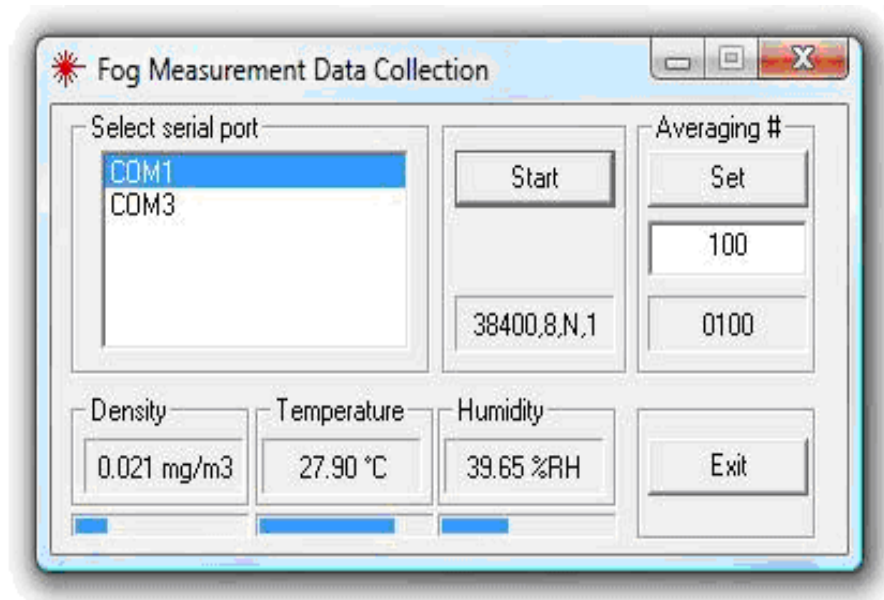 Fog Measurement Data Collection
Select serial port
COM1
COM3
Start
38400,8,N,1
Averaging #
Set
100
0100
Density
0.021 mg/m3
Temperature
27.90 °C
Humidity
39.65 %RH
Exit